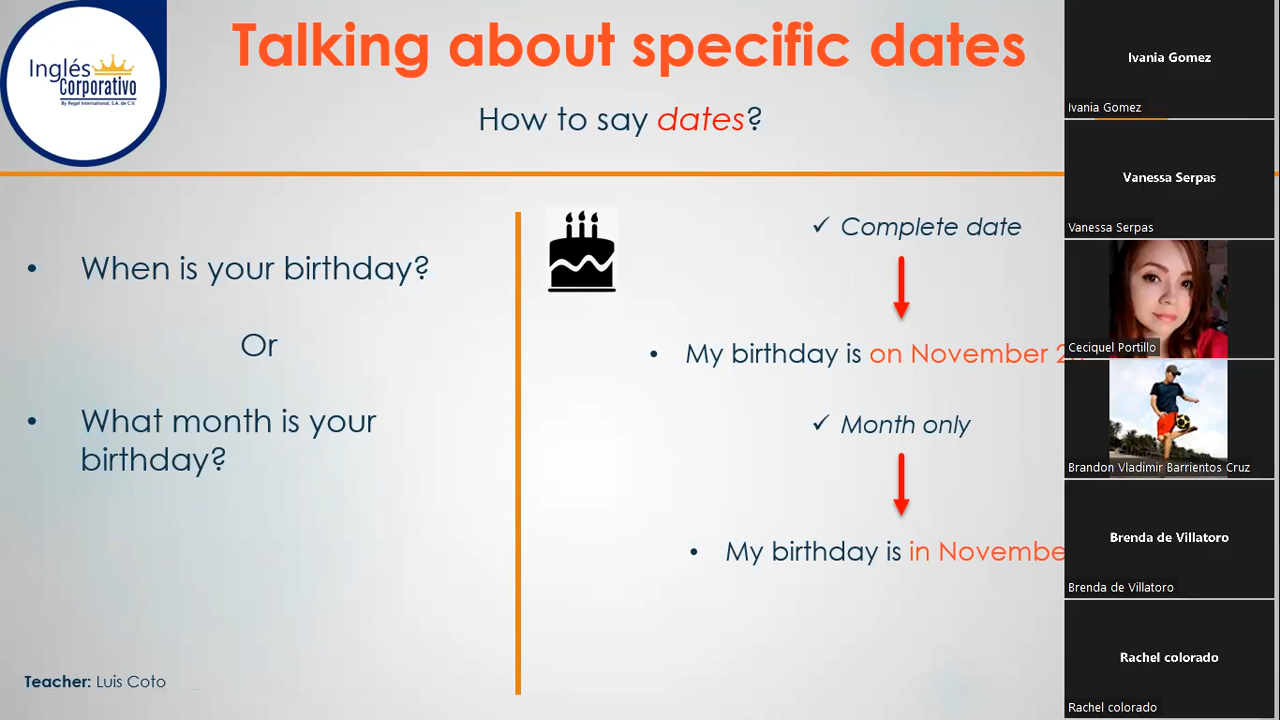 Talking about specific dates
Inglés
Corporativo
By Regal International, S.A. de C.V.
How to say dates?
When is your birthday?
Or
What month is your
birthday?
Complete date
My birthday is on November
Month only
My birthday is in Novembe
Teacher: Luis Coto
Ivania Gomez
Ivania Gomez
Vanessa Serpas
Vanessa Serpas
Ceciquel Portillo
Brandon Vladimir Barrientos Cruz
Brenda de Villatoro
Brenda de Villatoro
Rachel colorado
Rachel colorado